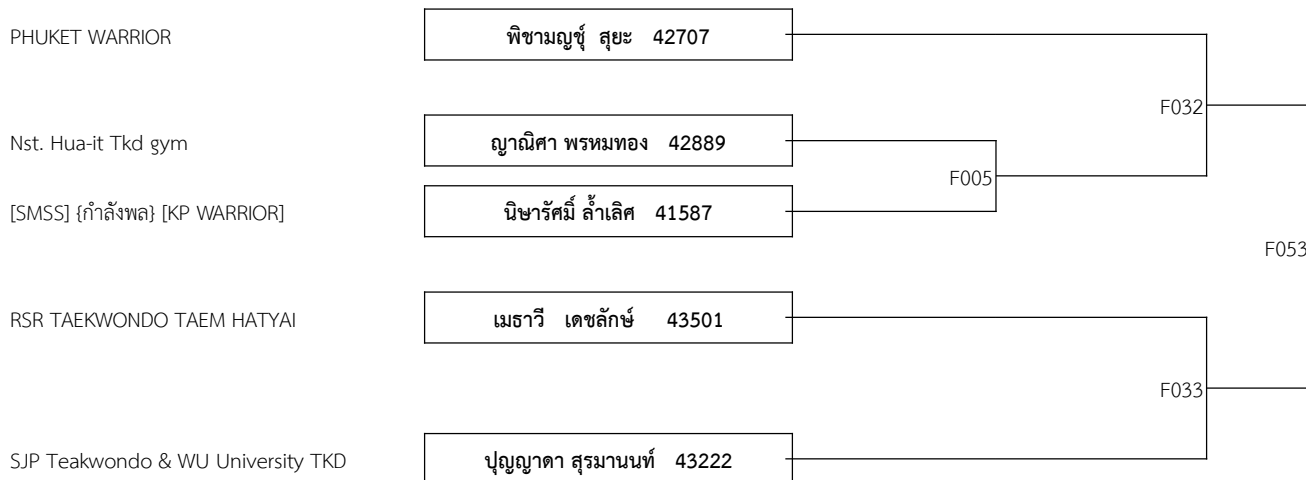 PHUKET WARRIOR พิชามญชุ์ สุยะ 42707
F032
Nst. Hua-it Tkd gym ญาณิศา พรหมทอง 42889
F005
[SMSS] {กำลังพล} [KP WARRIOR] นิษารัศมิ์ ล้ำเลิศ 41587
F053
RSR TAEKWONDO TAEM HATYAI เมธาวี เดชลักษ์ 43501
F033
SJP Teakwondo & WU University TKD ปุญญาดา สุรมานนท์ 43222